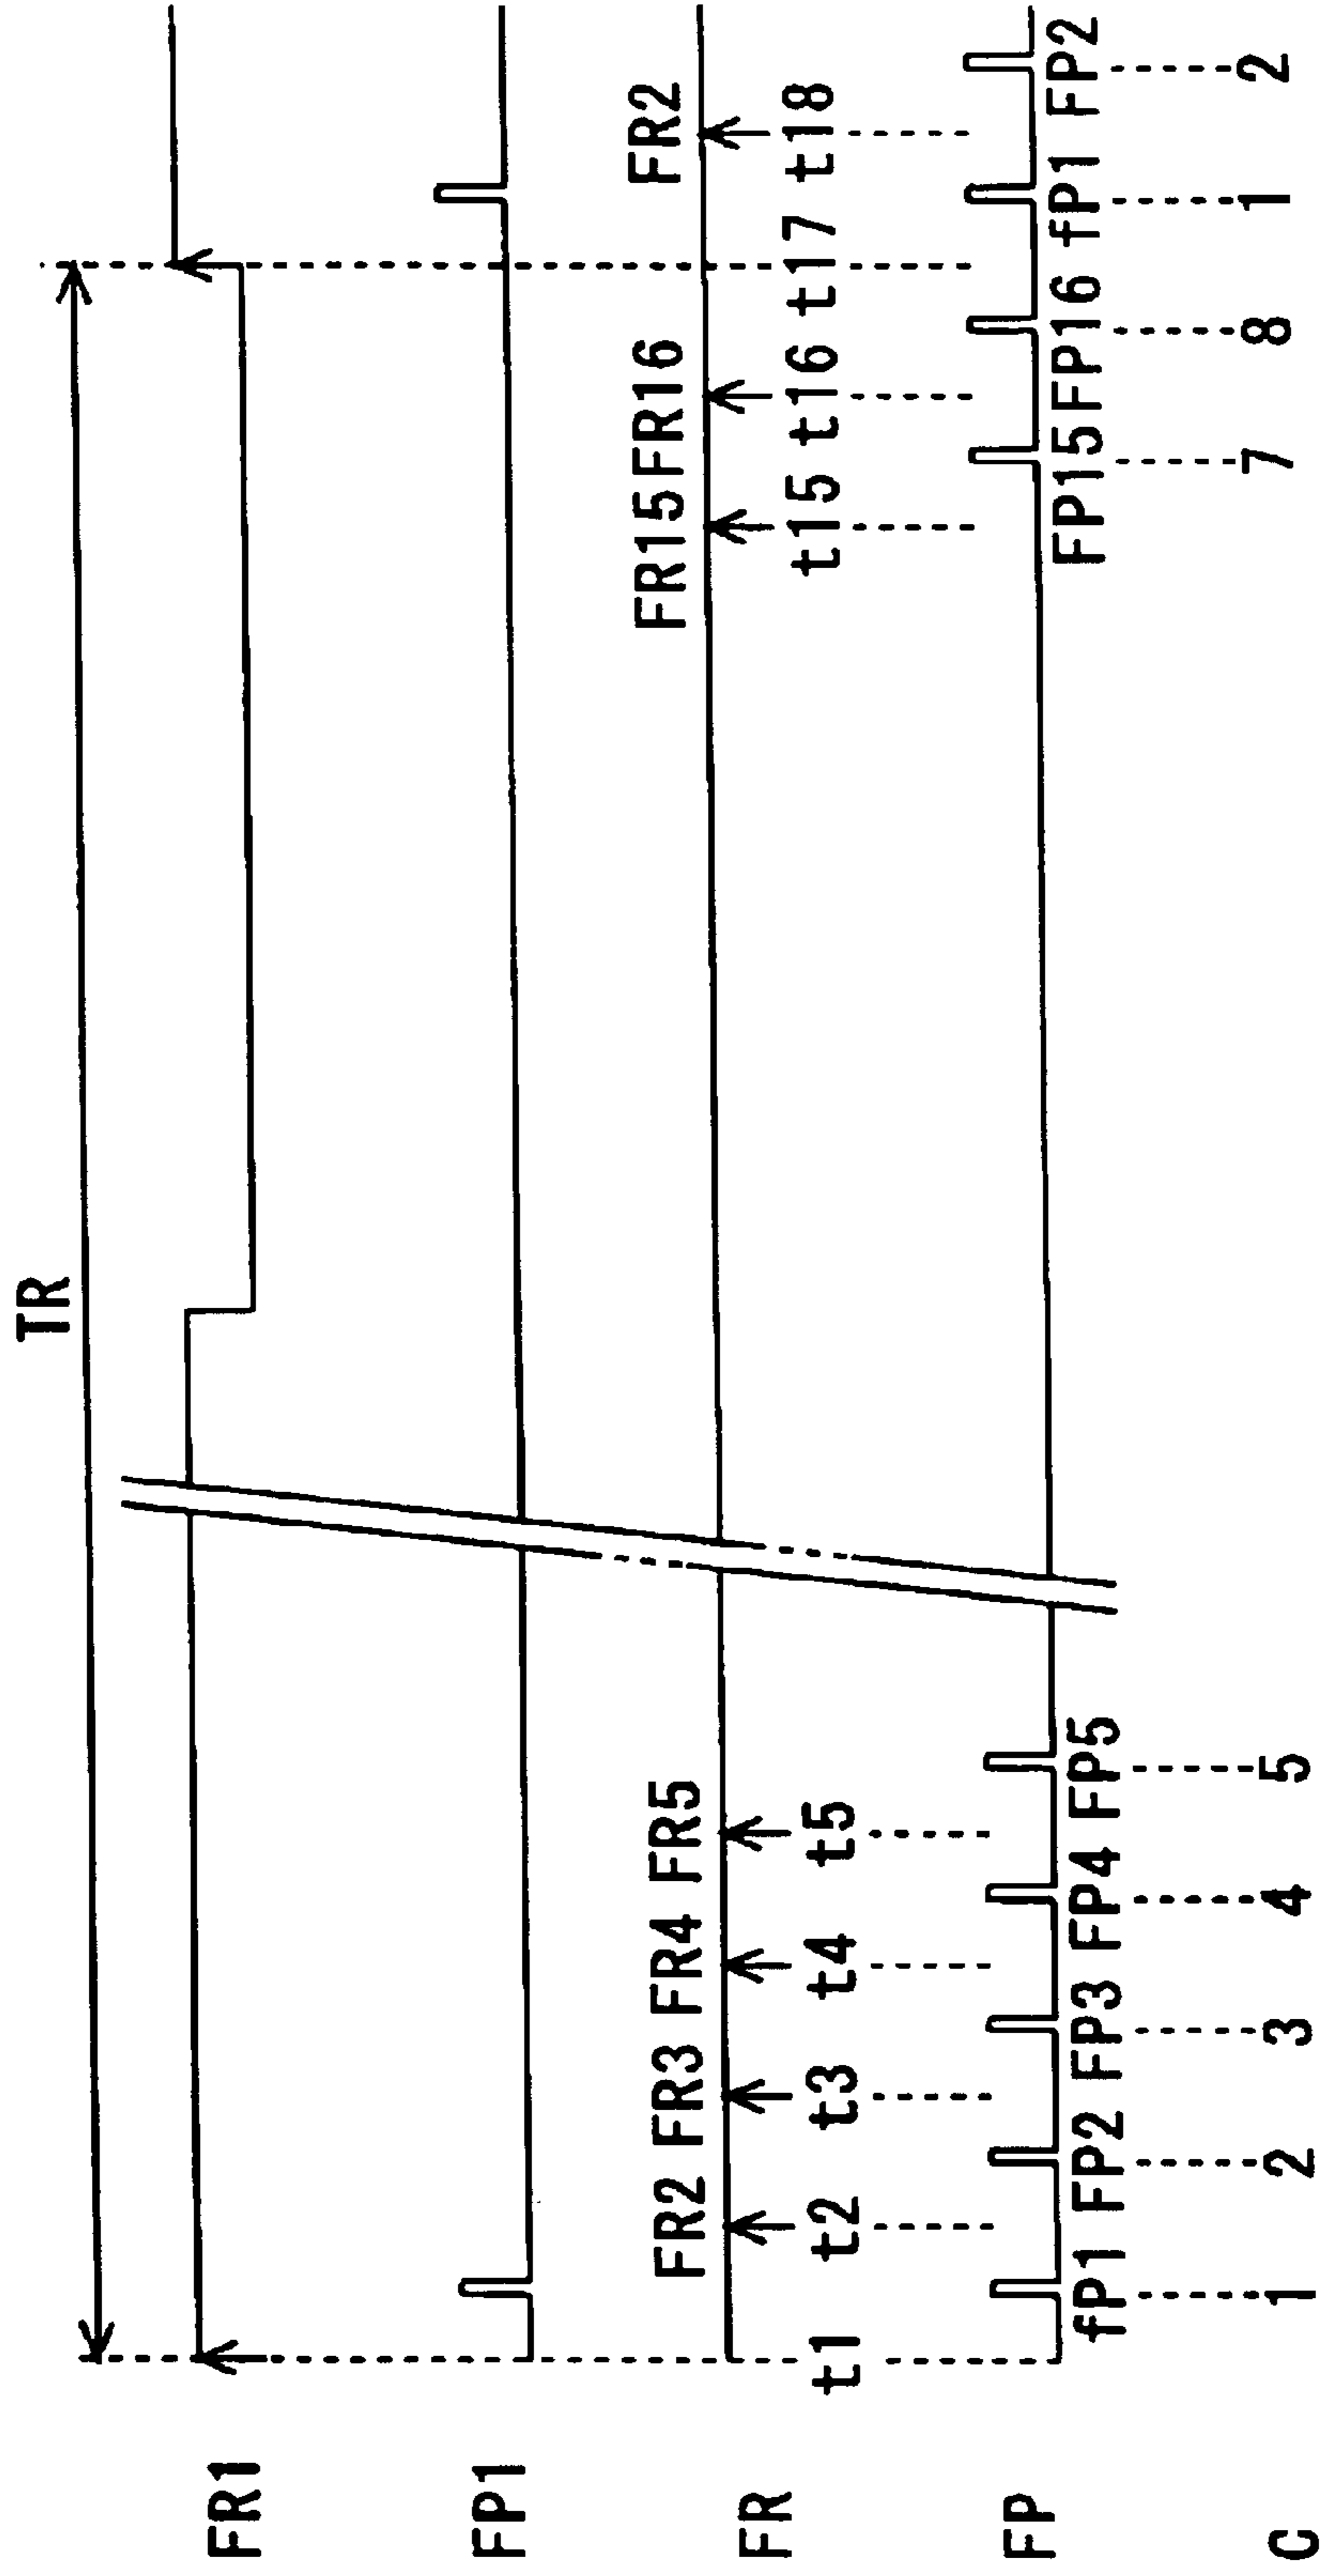 TR
FR1
FP1
FR2 FR3 FR4 FR5 FR15 FR16 FR2
FR
t1 t2 t3 t4 t5 t15 t16 t17 t18
FP
fP1 FP2 FP3 FP4 FP5 FP15 FP16 fP1 FP2
C 1 2 3 4 5 7 8 1 2